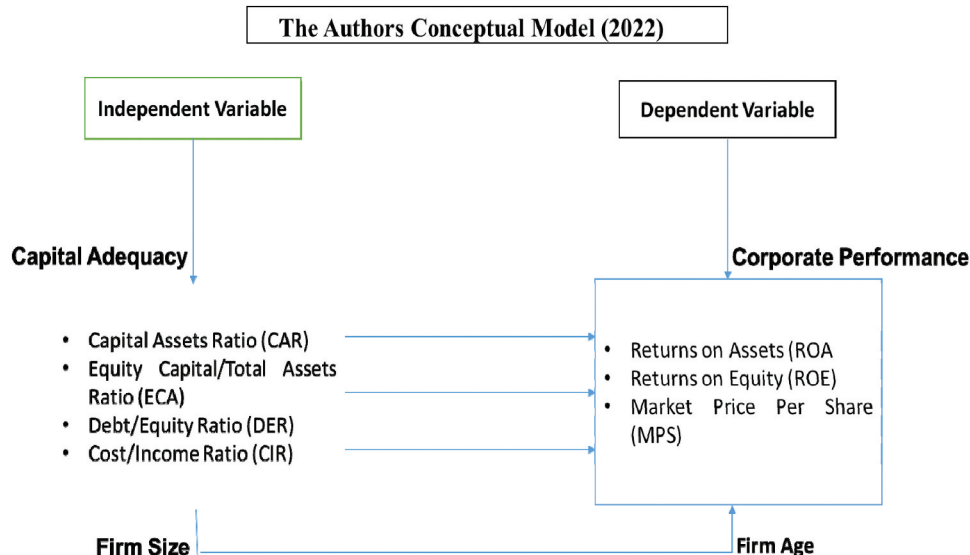 The Authors Conceptual Model (2022)
Independent Variable
Dependent Variable
Capital Adequacy
Corporate Performance
• Capital Assets Ratio (CAR)
• Equity Capital/Total Assets
Ratio (ECA)
• Debt/Equity Ratio (DER)
• Cost/Income Ratio (CIR)
• Returns on Assets (ROA
• Returns on Equity (ROE)
• Market Price Per Share
(MPS)
Firm Size
Firm Age